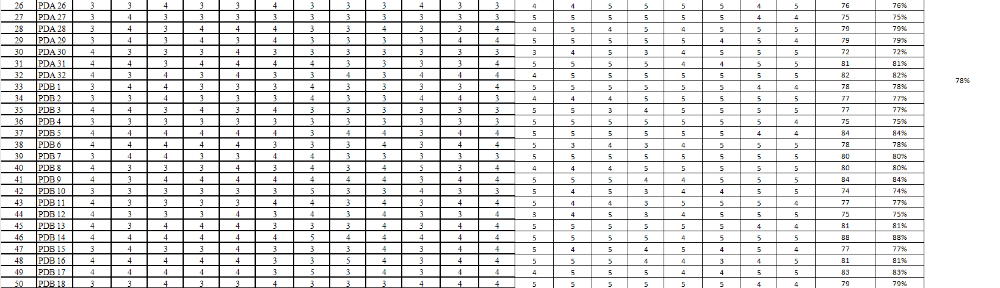 26 PDA 26 3 3 4 3 3 4 3 3 3 4 3 3 4 4 5 5 5 5 4 5 76 76%
27 PDA 27 3 4 3 3 3 3 3 3 3 3 3 3 5 5 5 5 5 5 4 4 75 75%
28 PDA 28 3 4 3 4 4 4 3 3 4 3 3 4 4 5 4 5 4 5 5 5 79 79%
29 PDA 29 3 4 3 4 3 4 3 3 3 3 4 4 5 5 5 5 5 4 5 4 79 79%
30 PDA 30 4 3 3 3 4 3 3 3 3 3 3 3 3 4 5 3 4 5 5 5 72 72%
31 PDA 31 4 4 3 4 4 4 4 3 3 3 3 4 5 5 5 5 4 4 5 5 81 81%
32 PDA 32 4 3 4 3 4 3 3 4 3 4 4 4 4 5 5 5 5 5 5 5 82 82%
78%
33 PDB 1 3 4 4 3 3 3 4 3 3 3 3 4 5 5 5 5 5 5 4 4 78 78%
34 PDB 2 3 3 4 3 3 3 4 3 3 4 4 3 4 4 4 5 5 5 5 5 77 77%
35 PDB 3 4 4 3 4 3 4 3 3 3 3 3 3 5 5 3 4 5 5 5 5 77 77%
36 PDB 4 3 3 3 3 3 3 3 3 3 3 3 3 5 5 5 5 5 5 5 4 75 75%
37 PDB 5 4 4 4 4 4 4 3 4 4 3 4 4 5 5 5 5 5 5 4 4 84 84%
38 PDB 6 4 4 4 4 4 3 3 3 4 3 4 4 5 3 4 3 4 5 5 5 78 78%
39 PDB 7 3 4 4 3 3 4 4 3 3 3 3 3 5 5 5 5 5 5 5 5 80 80%
40 PDB 8 4 3 3 3 4 3 4 3 4 5 3 4 4 4 4 5 5 5 5 5 80 80%
41 PDB 9 4 3 4 4 4 4 4 4 4 3 4 4 5 5 5 4 4 5 5 5 84 84%
42 PDB 10 3 3 3 3 3 3 5 3 3 4 3 3 5 4 5 3 4 4 5 5 74 74%
43 PDB 11 4 3 3 3 3 4 4 3 4 3 4 4 5 4 4 3 5 5 5 4 77 77%
44 PDB 12 4 3 3 3 4 3 4 3 4 3 3 4 3 4 5 3 4 5 5 5 75 75%
45 PDB 13 4 3 4 4 4 3 3 3 4 3 4 4 5 5 5 5 5 5 4 4 81 81%
46 PDB 14 4 4 4 4 4 4 5 4 4 4 4 4 5 5 5 5 4 5 5 5 88 88%
47 PDB 15 3 4 3 3 4 3 3 3 4 3 4 4 5 4 5 4 5 4 5 4 77 77%
48 PDB 16 4 4 4 4 4 3 3 5 4 3 4 4 5 5 5 4 4 3 4 5 81 81%
49 PDB 17 4 4 4 4 4 3 5 3 4 3 4 4 4 5 5 5 4 4 5 5 83 83%
50 PDB 18 3 3 4 3 3 4 3 3 3 4 4 4 5 5 5 5 5 5 4 4 79 79%